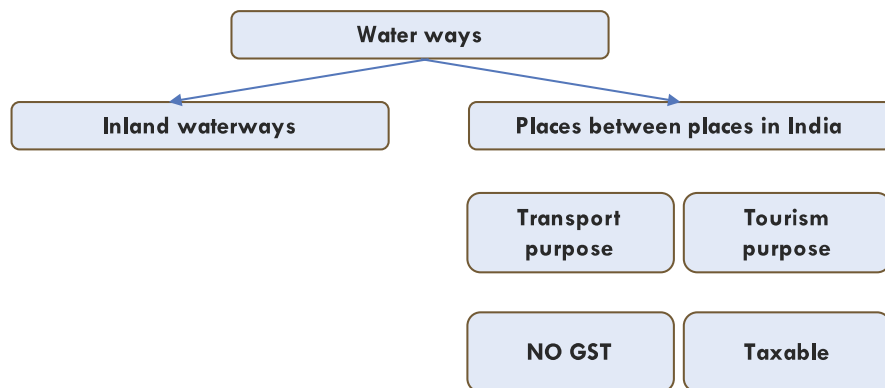 Water ways
Inland waterways
Places between places in India
Transport
purpose
Tourism
purpose
NO GST
Taxable